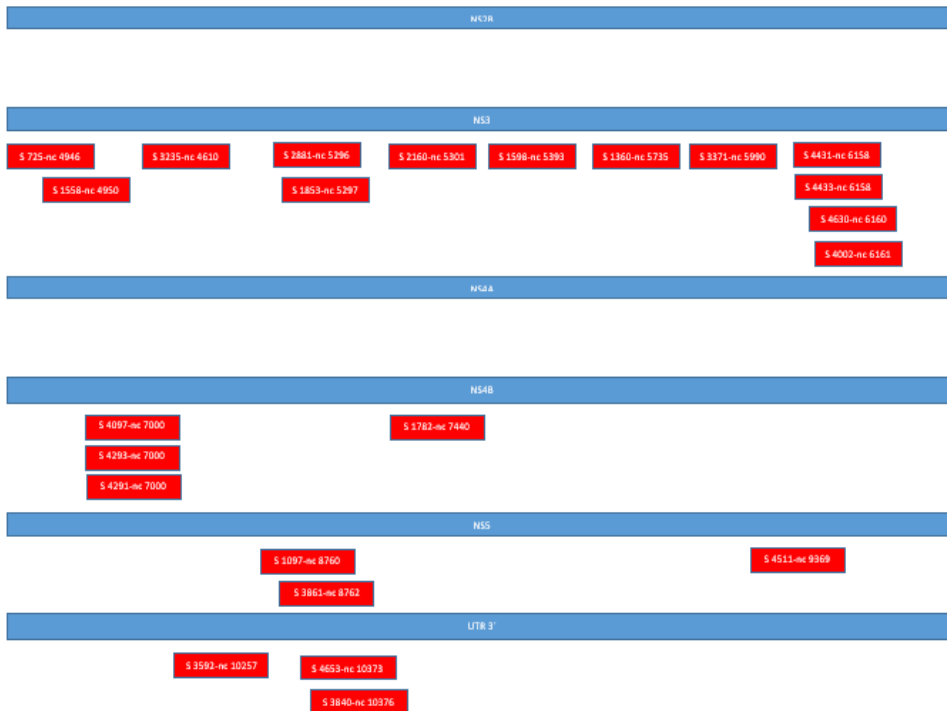 NS2B
NS3
S 725-nc 4946
S 3235-nc 4610
S 2881-nc 5296
S 2160-nc 5301
S 1598-nc 5393
S 1360-nc 5735
S 3371-nc 5990
S 4431-nc 6158
S 1558-nc 4950
S 1853-nc 5297
S 4433-nc 6158
S 4630-nc 6160
S 4002-nc 6161
NS4A
NS4B
S 4097-nc 7000
S 1782-nc 7440
S 4293-nc 7000
S 4291-nc 7000
NS5
S 1097-nc 8760
S 4511-nc 9369
S 3861-nc 8762
UTR 3'
S 3592-nc 10257
S 4653-nc 10373
S 3840-nc 10376